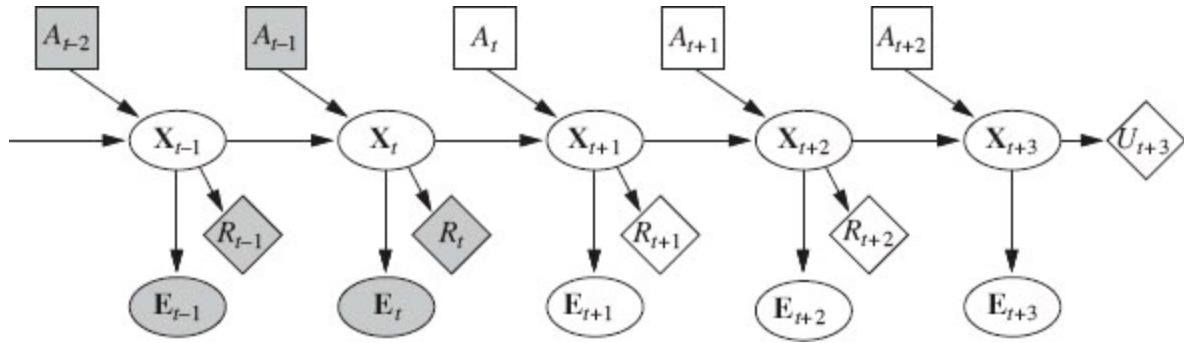 A_{t–2} A_{t–1} A_t A_{t+1} A_{t+2}
X_{t–1} X_t X_{t+1} X_{t+2} X_{t+3} U_{t+3}
R_{t–1} R_t R_{t+1} R_{t+2}
E_{t–1} E_t E_{t+1} E_{t+2} E_{t+3}